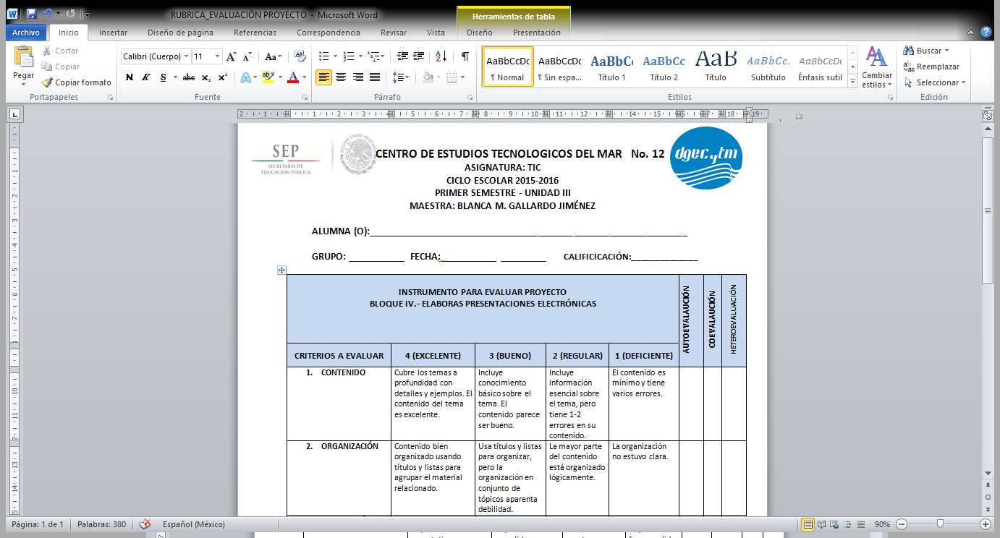 RUBRICA_EVALUACIÓN PROYECTO - Microsoft Word
Herramientas de tabla
Archivo Inicio Insertar Diseño de página Referencias Correspondencia Revisar Vista Diseño Presentación
Pegar
Cortar
Copiar
Copiar formato
Portapapeles
Calibri (Cuerpo) 11
N K S abc x₂ x²
Fuente
Párrafo
AaBbCcDc
¶ Normal
AaBbCcDc
¶ Sin espa...
AaBbC
Título 1
AaBbCc
Título 2
AaB
Título
AaBbCc.
Subtítulo
AaBbCcDc
Énfasis sutil
Estilos
Cambiar
estilos
Buscar
Reemplazar
Seleccionar
Edición
SEP
SECRETARÍA DE
EDUCACIÓN PÚBLICA
ESTADOS UNIDOS MEXICANOS
CENTRO DE ESTUDIOS TECNOLOGICOS DEL MAR No. 12
dgecytm
ASIGNATURA: TIC
CICLO ESCOLAR 2015-2016
PRIMER SEMESTRE - UNIDAD III
MAESTRA: BLANCA M. GALLARDO JIMÉNEZ
ALUMNA (O):
GRUPO: FECHA: CALIFICICACIÓN:
INSTRUMENTO PARA EVALUAR PROYECTO
BLOQUE IV.- ELABORAS PRESENTACIONES ELECTRÓNICAS
AUTOEVALAUCIÓN
COEVALAUCIÓN
HETEROEVALUACIÓN
CRITERIOS A EVALUAR 4 (EXCELENTE) 3 (BUENO) 2 (REGULAR) 1 (DEFICIENTE)
1. CONTENIDO
Cubre los temas a
profundidad con
detalles y ejemplos. El
contenido del tema
es excelente.
Incluye
conocimiento
básico sobre el
tema. El
contenido parece
ser bueno.
Incluye
información
esencial sobre
el tema, pero
tiene 1-2
errores en su
contenido.
El contenido es
mínimo y tiene
varios errores.
2. ORGANIZACIÓN
Contenido bien
organizado usando
títulos y listas para
agrupar el material
relacionado.
Usa títulos y listas
para organizar,
pero la
organización en
conjunto de
tópicos aparenta
debilidad.
La mayor parte
del contenido
está organizado
lógicamente.
La organización
no estuvo clara.
Página: 1 de 1 Palabras: 380 Español (México) 90%